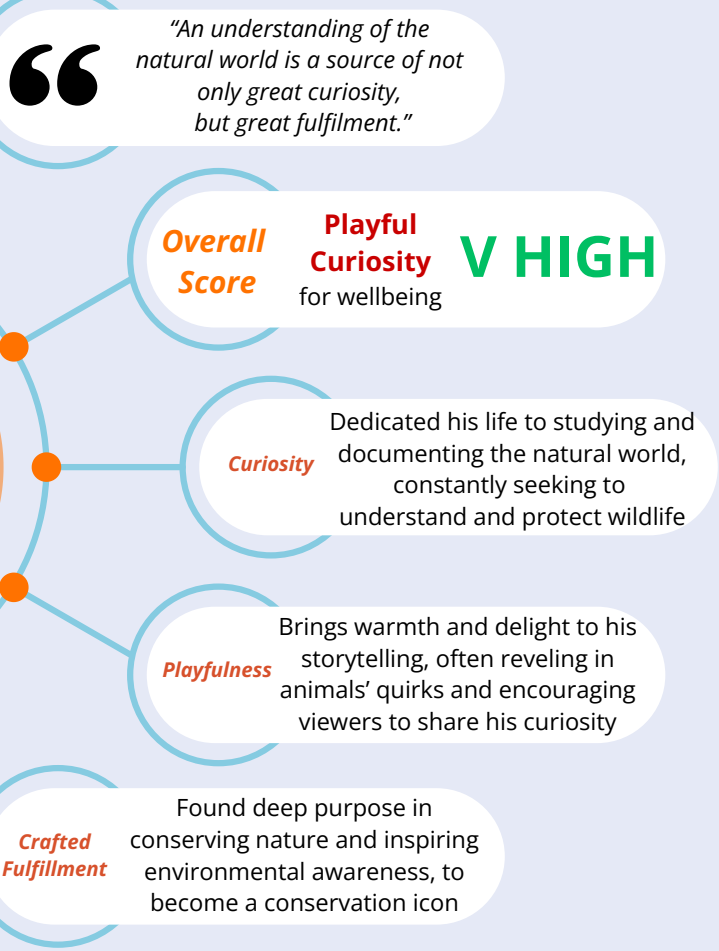 “An understanding of the
natural world is a source of not
only great curiosity,
but great fulfilment.”
Overall
Score
Playful
Curiosity
for wellbeing
V HIGH
Curiosity
Dedicated his life to studying and
documenting the natural world,
constantly seeking to
understand and protect wildlife
Playfulness
Brings warmth and delight to his
storytelling, often reveling in
animals’ quirks and encouraging
viewers to share his curiosity
Crafted
Fulfillment
Found deep purpose in
conserving nature and inspiring
environmental awareness, to
become a conservation icon